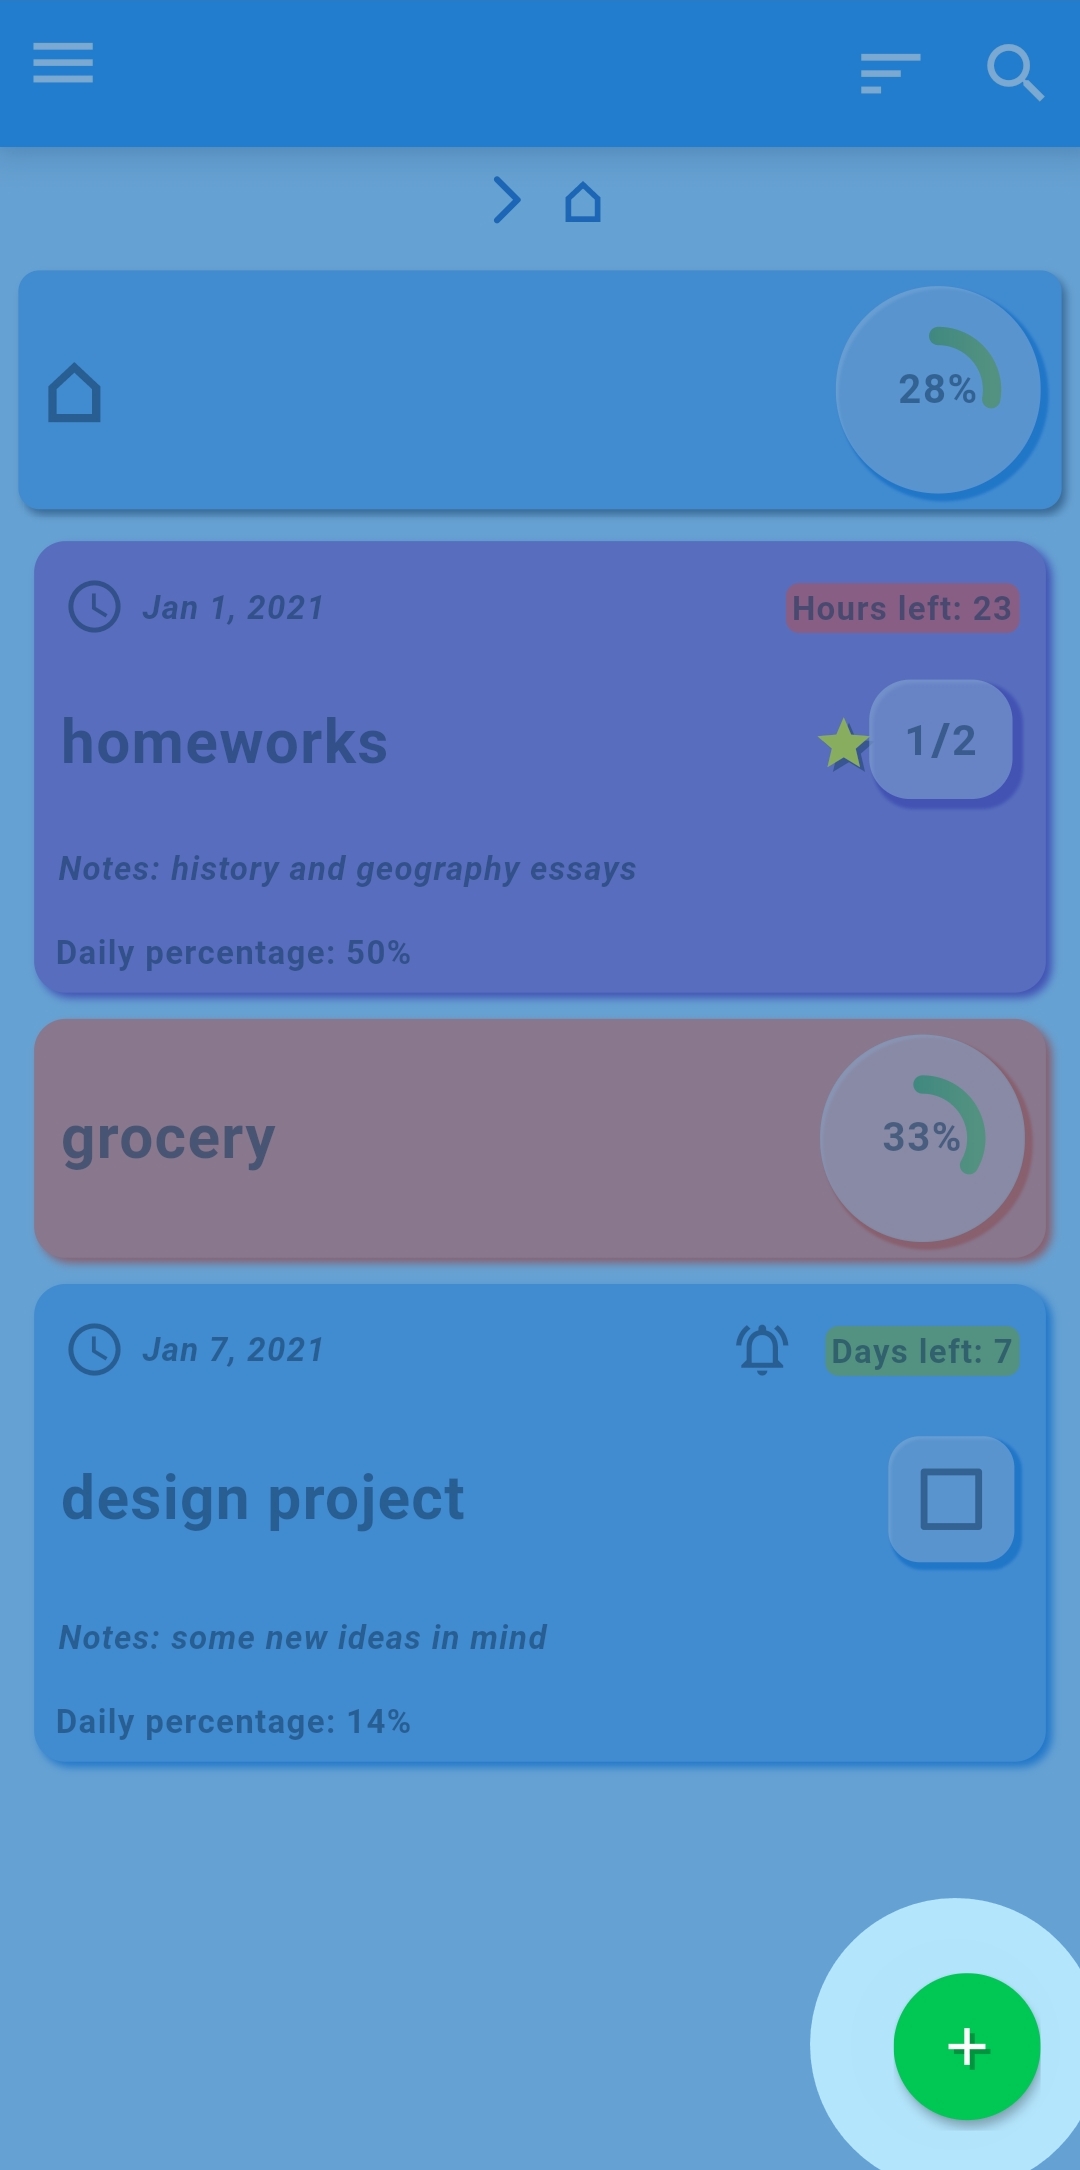 28%
Jan 1, 2021
Hours left: 23
homeworks
1/2
Notes: history and geography essays
Daily percentage: 50%
grocery
33%
Jan 7, 2021
Days left: 7
design project
Notes: some new ideas in mind
Daily percentage: 14%